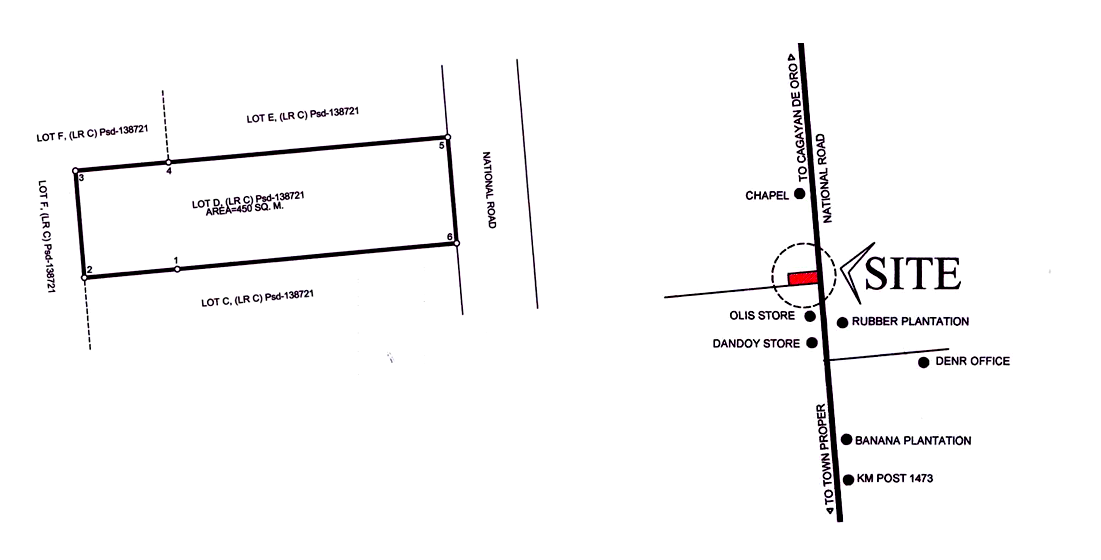 LOT F, (LR C) Psd-138721
LOT E, (LR C) Psd-138721
3
4
5
LOT F, (LR C) Psd-138721
LOT D, (LR C) Psd-138721
AREA=450 SQ. M.
NATIONAL ROAD
2
1
6
LOT C, (LR C) Psd-138721
TO CAGAYAN DE ORO
NATIONAL ROAD
CHAPEL
SITE
OLIS STORE
RUBBER PLANTATION
DANDOY STORE
DENR OFFICE
TO TOWN PROPER
BANANA PLANTATION
KM POST 1473